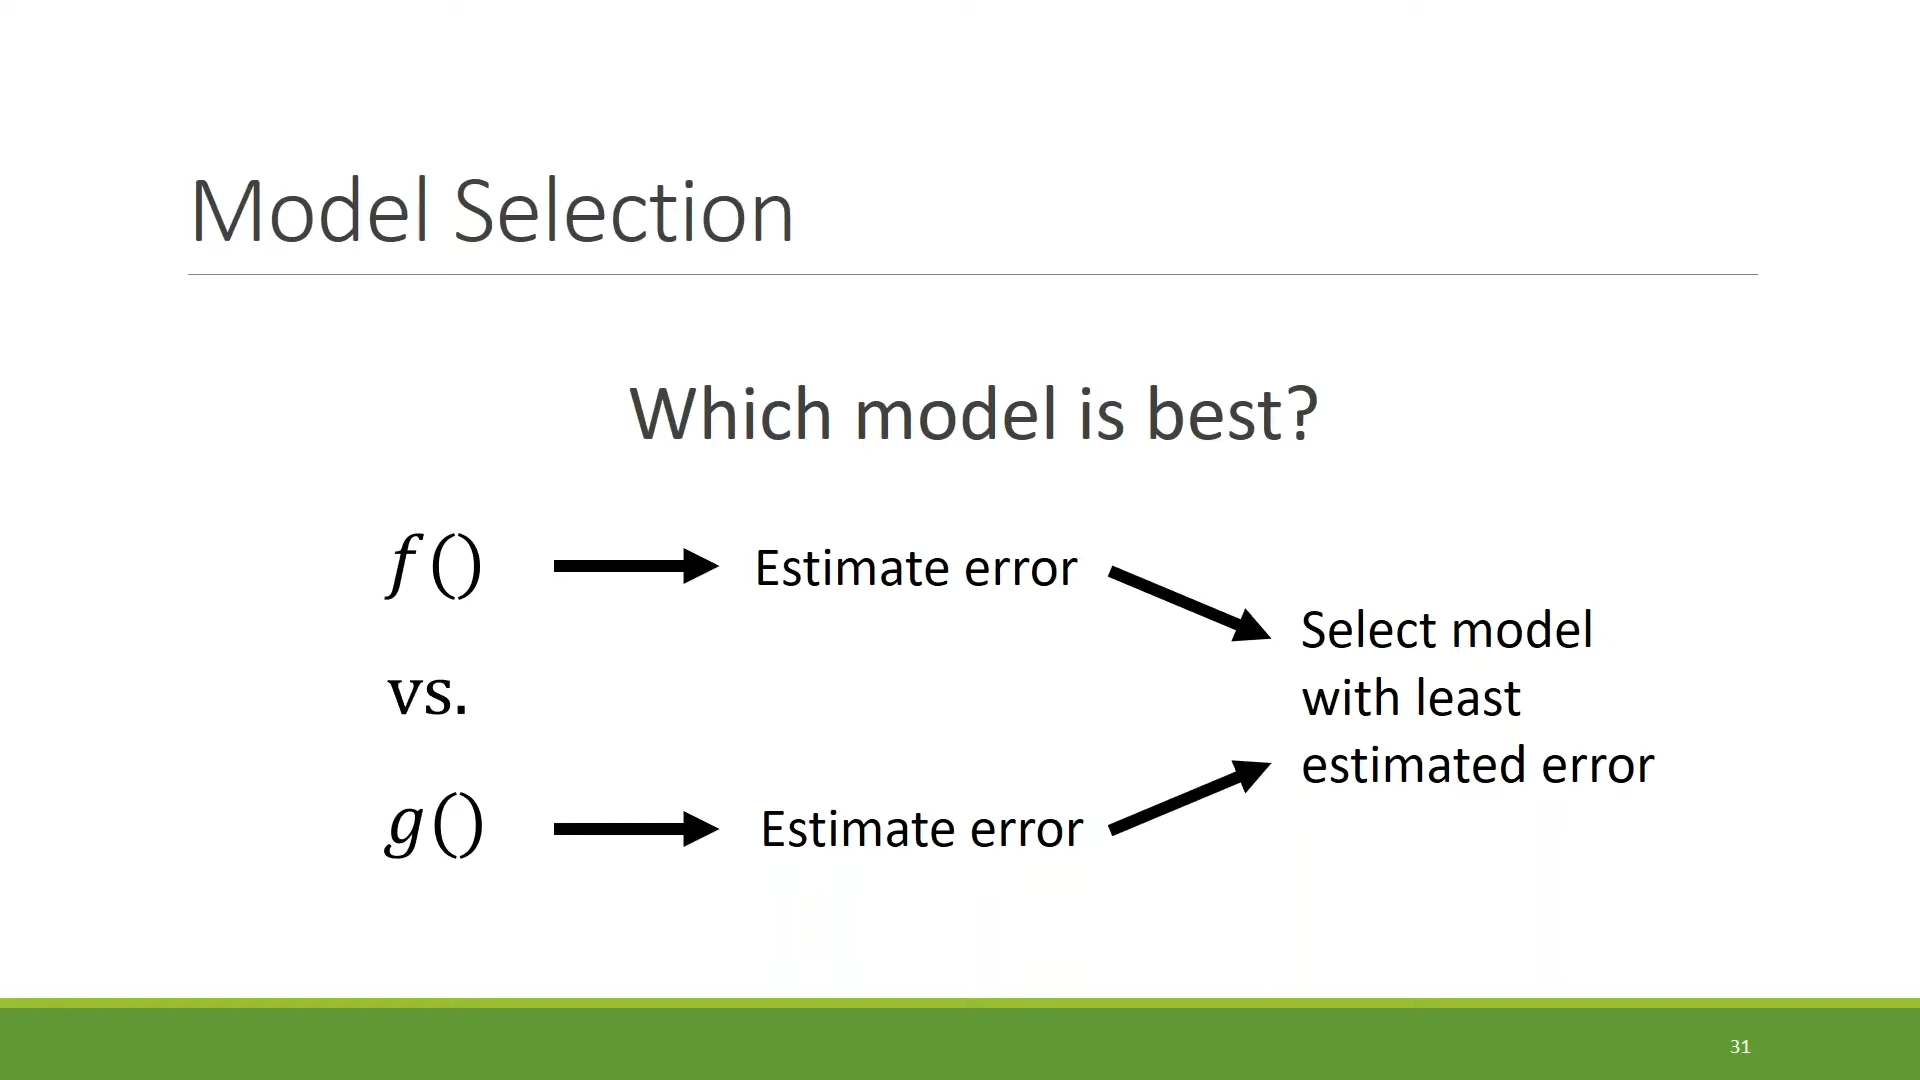 Model Selection
Which model is best?
f()
Estimate error
vs.
g()
Estimate error
Select model
with least
estimated error
31